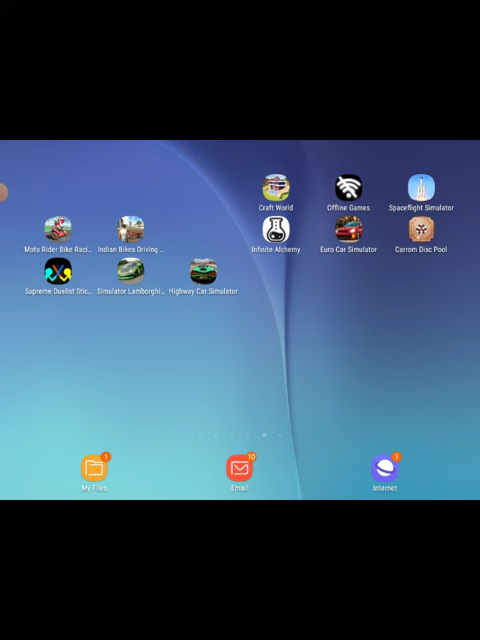 Craft World
Offline Games
Spaceflight Simulator
Moto Rider Bike Raci...
Indian Bikes Driving ...
Infinite Alchemy
Euro Car Simulator
Carrom Disc Pool
Supreme Duelist Stic...
Simulator Lamborghi...
Highway Car Simulator
1
10
1
My Files
Email
Internet